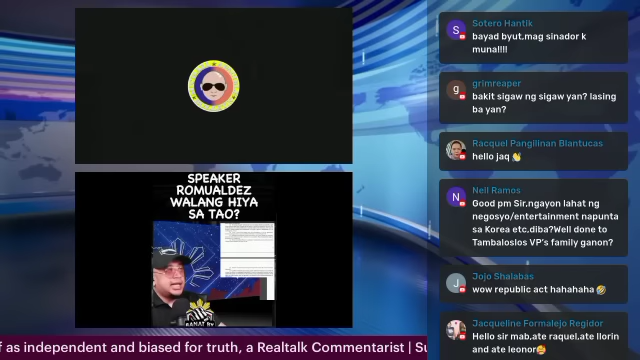 SPEAKER
ROMUALDEZ
WALANG HIYA
SA TAO?
f as independent and biased for truth, a Realtalk Commentarist | Su
Sotero Hantik
bayad byut,mag sinador k
muna!!!!
grimreaper
bakit sigaw ng sigaw yan? lasing
ba yan?
Racquel Pangilinan Blantucas
hello jaq 👋
Nell Ramos
Good pm Sir,ngayon lahat ng
negosyo/entertainment napunta
sa Korea etc,diba?Well done to
Tambaloslos VP's family ganon?
Jojo Shalabas
wow republic act hahahaha 🤣
Jacqueline Formalejo Regidor
Hello sir mab,ate raquel,ate llorin
and ate leonor🥰